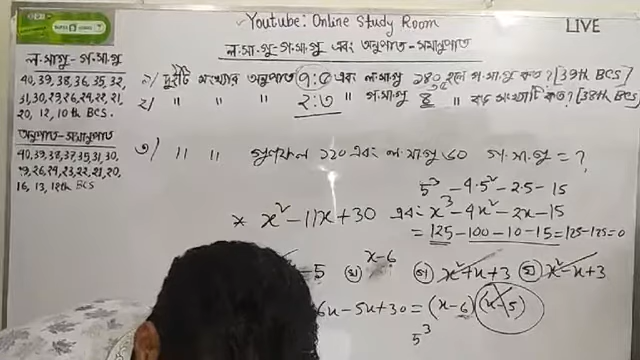 Youtube: Online Study Room
LIVE
ল.সা.গু-গ.সা.গু এবং অনুপাত-সমানুপাত
ল.সা.গু - গ.সা.গু
40, 39, 38, 36, 35, 32,
31, 30, 29, 26, 24, 22, 21,
20, 12, 10th BCS.
অনুপাত-সমানুপাত
40, 39, 38, 37, 35, 31, 30,
29, 26, 24, 23, 22, 21, 20,
16, 13, 12th BCS
১) দুইটি সংখ্যার অনুপাত এবং ল.সা.গু ১৪০ হলে গ.সা.গু কত? [39th BCS]
২) " " " ২:৩ " গ.সা.গু ৪ " সংখ্যাটি কত? [38th BCS]
৩) " " গুণফল ১২০ এবং ল.সা.গু ৬০ গ.সা.গু = ?
5³ - 4.5² - 2.5 - 15
* x² - 11x + 30 এবং x³ - 4x² - 2x - 15
= 125 - 100 - 10 - 15 = 125 - 125 = 0
5 (খ) x-6 (গ) x² + x + 3 (ঘ) x² - x + 3
6x - 5x + 30 = (x-6) (x-5)
5³